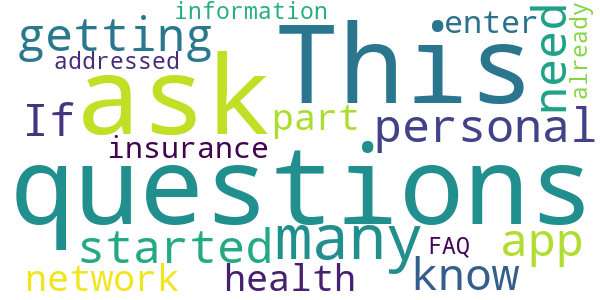 information
getting
This
enter
need
already
addressed
ask
If
part
personal
insurance
questions
started
many
FAQ
app
network
health
know